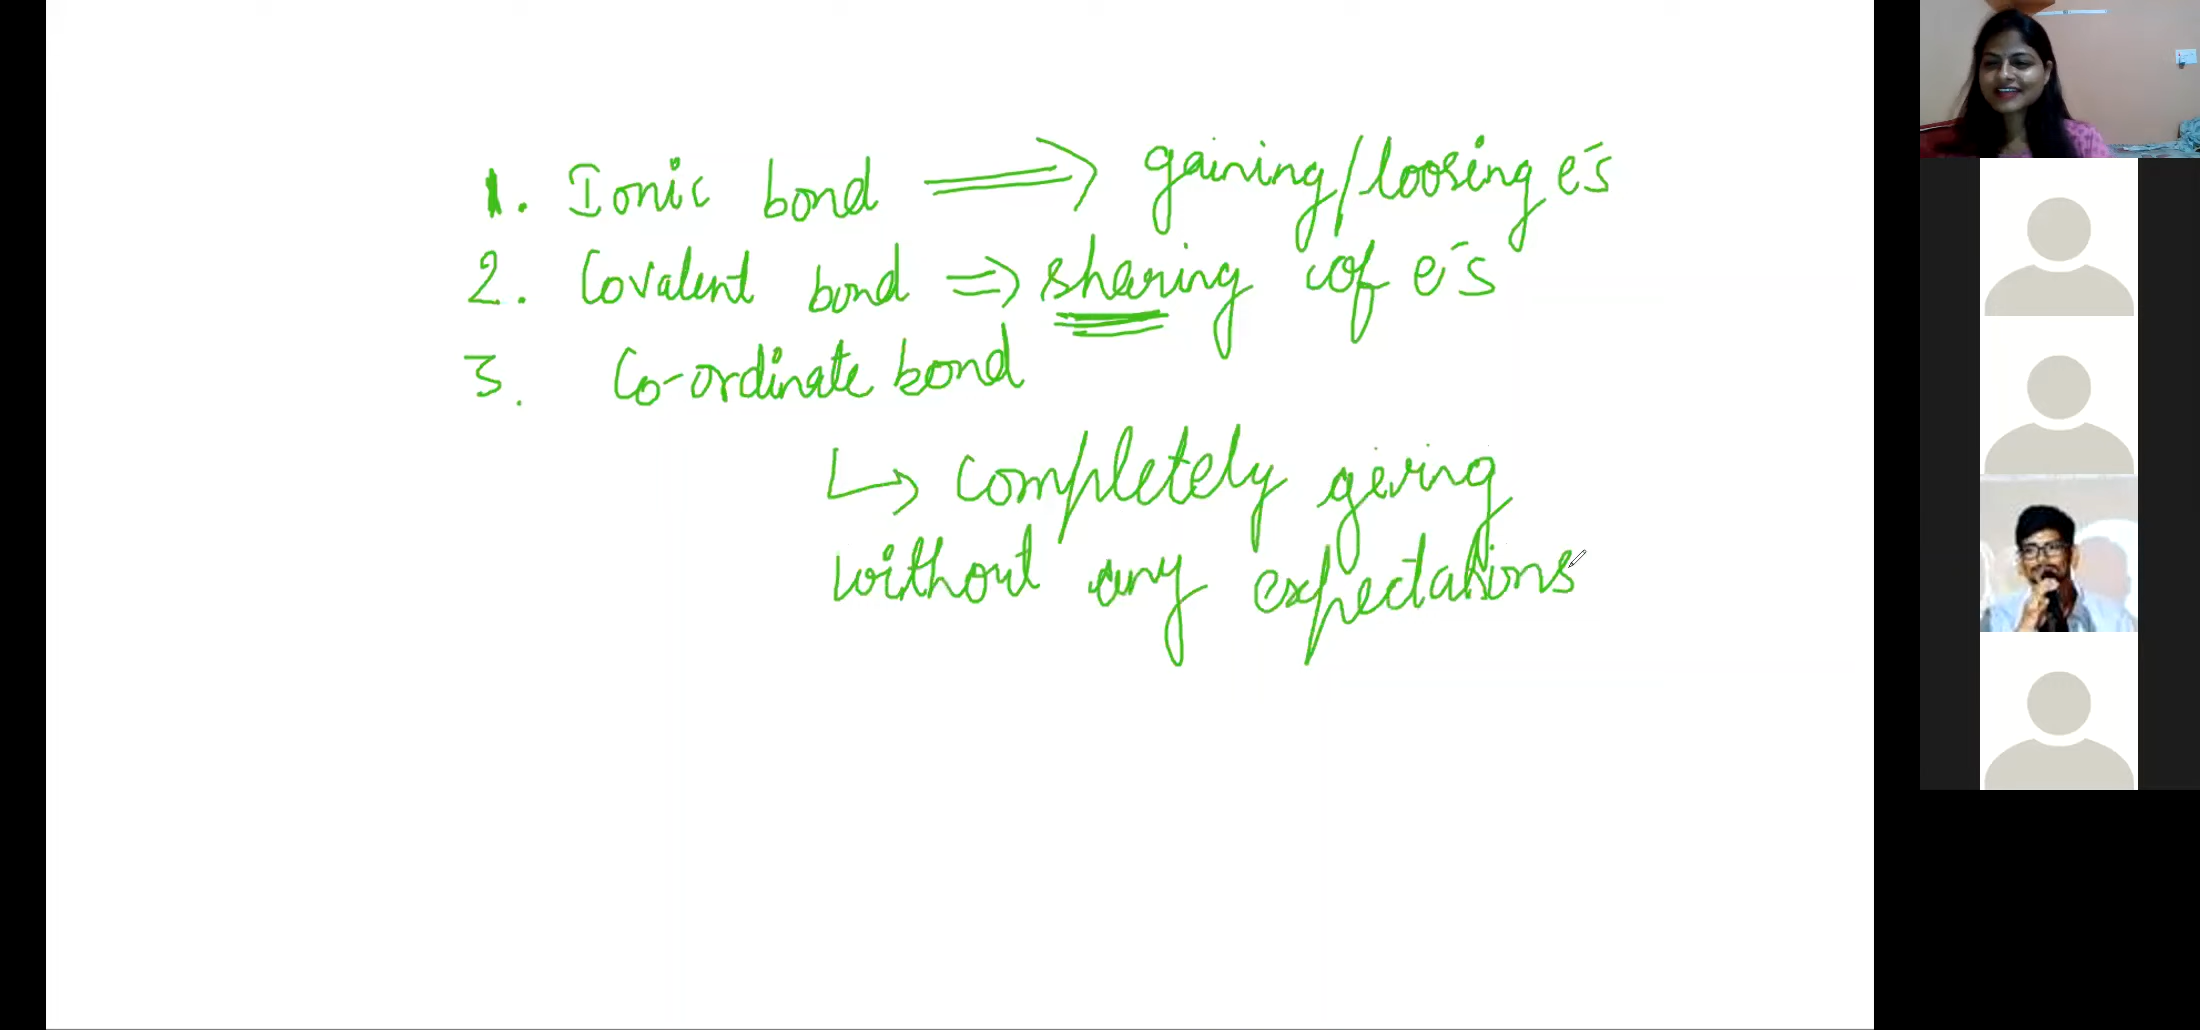 1. Ionic bond ⟹ gaining/loosing e⁻s
2. Covalent bond ⟹ sharing of e⁻s
3. Co-ordinate bond
↳ completely giving
without any expectations